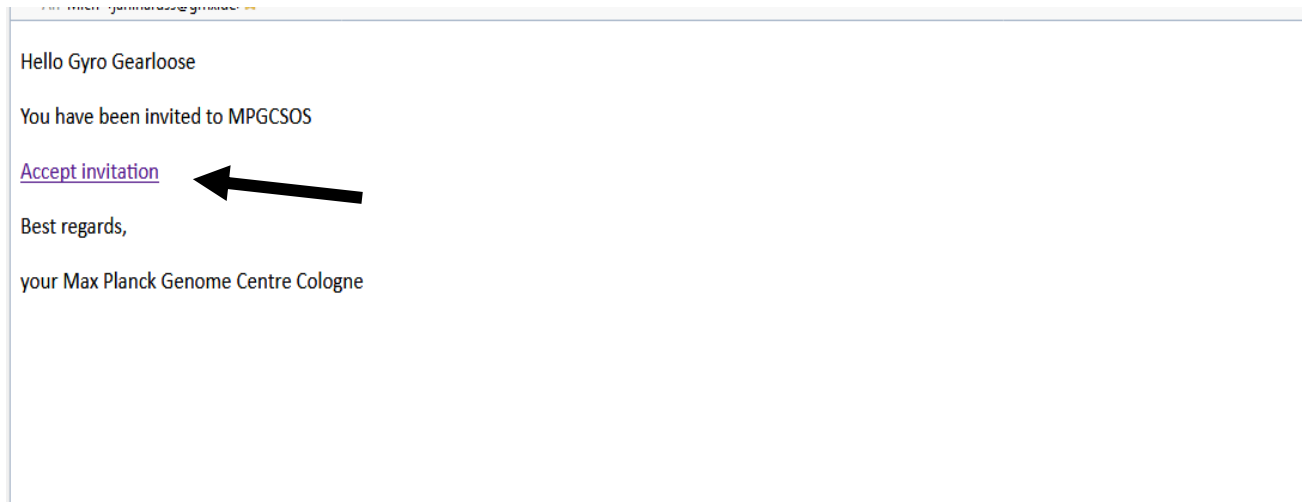 Hello Gyro Gearloose
You have been invited to MPGCSOS
Accept invitation
Best regards,
your Max Planck Genome Centre Cologne